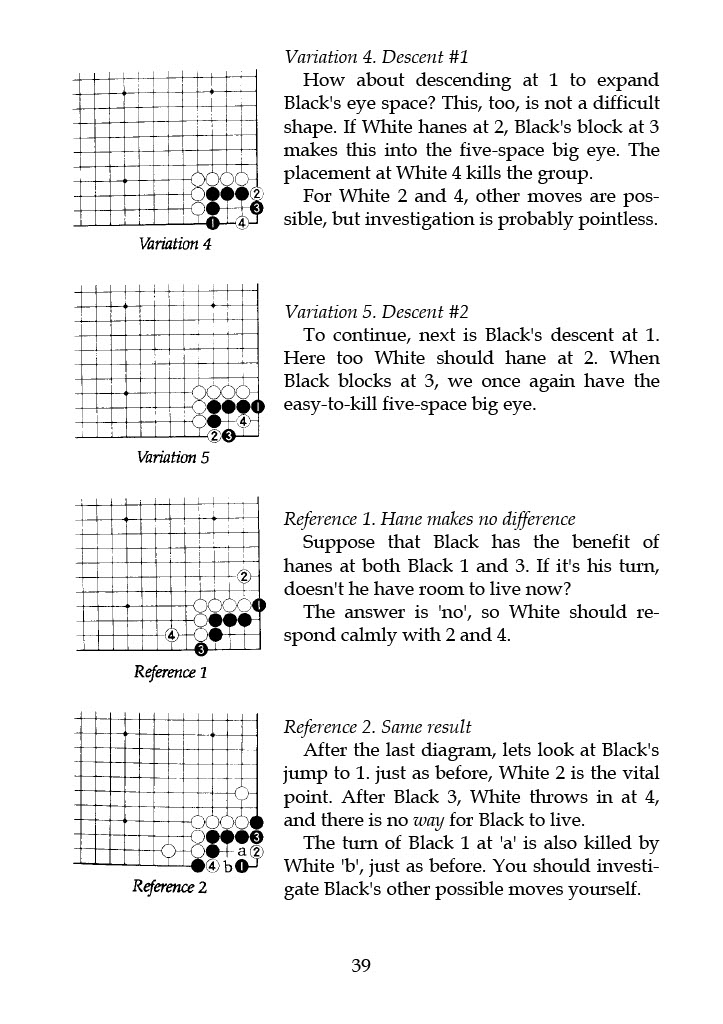 Variation 4. Descent #1
How about descending at 1 to expand
Black's eye space? This, too, is not a difficult
shape. If White hanes at 2, Black's block at 3
makes this into the five-space big eye. The
placement at White 4 kills the group.
For White 2 and 4, other moves are pos-
sible, but investigation is probably pointless.
2
3
1
4
Variation 4
Variation 5. Descent #2
To continue, next is Black's descent at 1.
Here too White should hane at 2. When
Black blocks at 3, we once again have the
easy-to-kill five-space big eye.
1
4
2 3
Variation 5
Reference 1. Hane makes no difference
Suppose that Black has the benefit of
hanes at both Black 1 and 3. If it's his turn,
doesn't he have room to live now?
The answer is 'no', so White should re-
spond calmly with 2 and 4.
2
1
4
3
Reference 1
Reference 2. Same result
After the last diagram, lets look at Black's
jump to 1. just as before, White 2 is the vital
point. After Black 3, White throws in at 4,
and there is no way for Black to live.
The turn of Black 1 at 'a' is also killed by
White 'b', just as before. You should investi-
gate Black's other possible moves yourself.
3
a 2
4 b 1
Reference 2
39